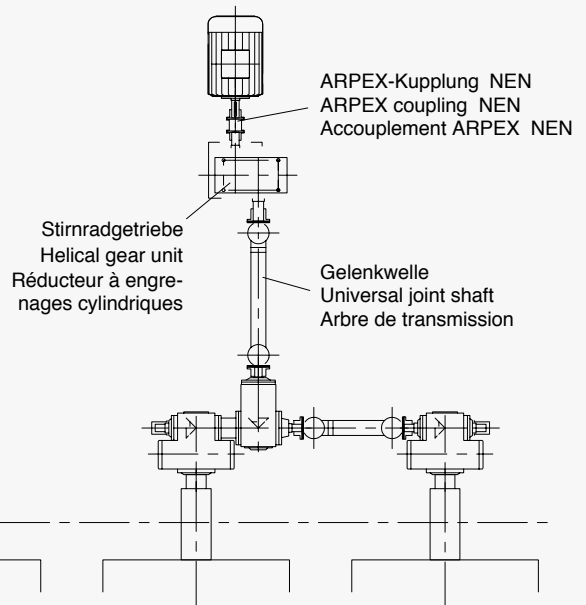 ARPEX-Kupplung NEN
ARPEX coupling NEN
Accouplement ARPEX NEN
Stirnradgetriebe
Helical gear unit
Réducteur à engre-
nages cylindriques
Gelenkwelle
Universal joint shaft
Arbre de transmission